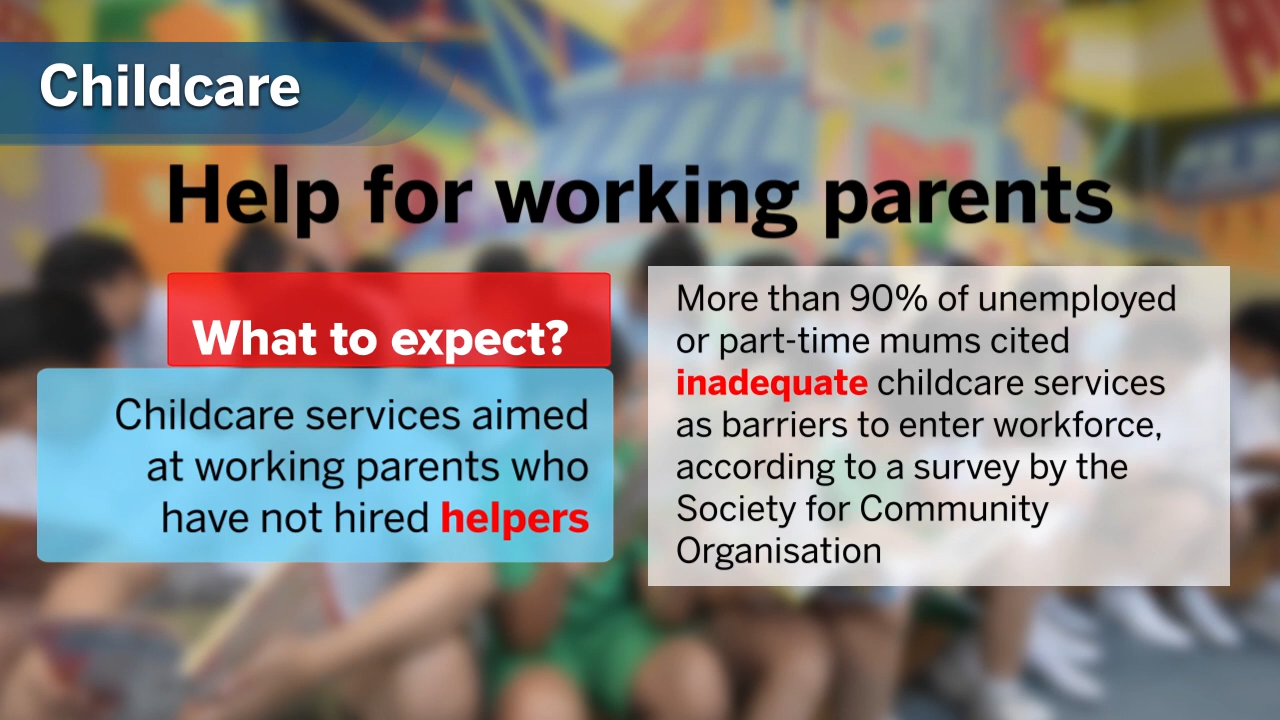 Childcare
Help for working parents
What to expect?
Childcare services aimed
at working parents who
have not hired helpers
More than 90% of unemployed
or part-time mums cited
inadequate childcare services
as barriers to enter workforce,
according to a survey by the
Society for Community
Organisation